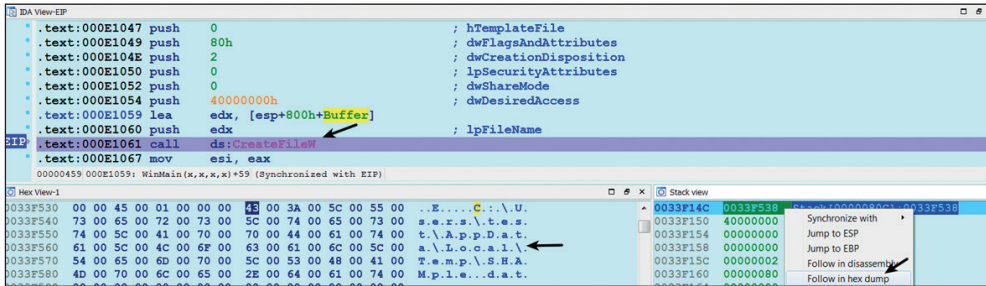 IDA View-EIP
.text:000E1047 push 0 ; hTemplateFile
.text:000E1049 push 80h ; dwFlagsAndAttributes
.text:000E104E push 2 ; dwCreationDisposition
.text:000E1050 push 0 ; lpSecurityAttributes
.text:000E1052 push 0 ; dwShareMode
.text:000E1054 push 40000000h ; dwDesiredAccess
.text:000E1059 lea edx, [esp+800h+Buffer]
.text:000E1060 push edx ; lpFileName
EIP .text:000E1061 call ds:CreateFileW
.text:000E1067 mov esi, eax
00000459 000E1059: WinMain(x,x,x,x)+59 (Synchronized with EIP)
Hex View-1
0033F530 00 00 45 00 01 00 00 00 43 00 3A 00 5C 00 55 00 ..E.....C.:.\.U.
0033F540 73 00 65 00 72 00 73 00 5C 00 74 00 65 00 73 00 s.e.r.s.\.t.e.s.
0033F550 74 00 5C 00 41 00 70 00 70 00 44 00 61 00 74 00 t.\.A.p.p.D.a.t.
0033F560 61 00 5C 00 4C 00 6F 00 63 00 61 00 6C 00 5C 00 a.\.L.o.c.a.l.\.
0033F570 54 00 65 00 6D 00 70 00 5C 00 53 00 48 00 41 00 T.e.m.p.\.S.H.A.
0033F580 4D 00 70 00 6C 00 65 00 2E 00 64 00 61 00 74 00 M.p.l.e...d.a.t.
Stack view
0033F14C 0033F538 Stack[000008C0]:0033F538
0033F150 40000000
0033F154 00000000
0033F158 00000000
0033F15C 00000002
0033F160 00000080
Synchronize with
Jump to ESP
Jump to EBP
Follow in disassembly
Follow in hex dump